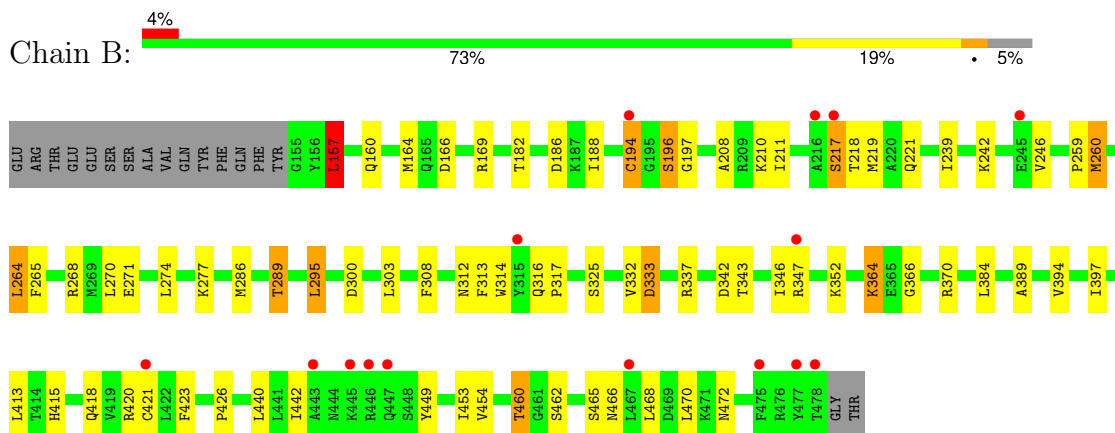 4%
Chain B:
73% 19% • 5%
GLU ARG THR GLU GLU SER SER ALA VAL GLN TYR PHE GLN PHE TYR G155 Y156 L157 Q160 M164 Q165 D166 R169 T182 D186 K187 I188 C194 G195 S196 G197 A208 R209 K210 I211 A216 S217 T218 M219 A220 Q221 I239 K242 E245 V246 P259 M260
L264 F265 R268 M269 L270 E271 L274 K277 M286 T289 L295 D300 L303 F308 N312 F313 W314 Y315 Q316 P317 S325 V332 D333 R337 D342 T343 I346 R347 K352 K364 E365 G366 R370 L384 A389 V394 I397
L413 T414 H415 Q418 V419 R420 C421 L422 F423 P426 L440 L441 I442 A443 N444 K445 R446 Q447 S448 Y449 I453 V454 T460 G461 S462 S465 N466 L467 L468 D469 L470 K471 N472 F475 R476 Y477 T478 GLY THR